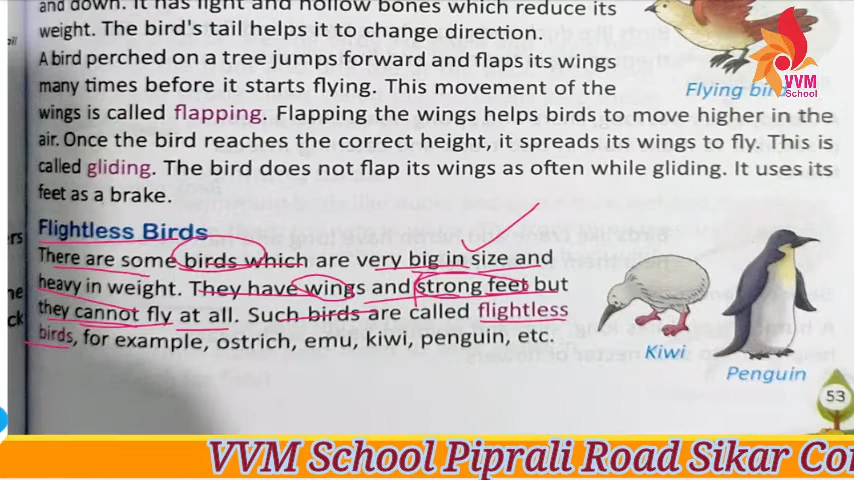 and down. It has light and hollow bones which reduce its
weight. The bird's tail helps it to change direction.
A bird perched on a tree jumps forward and flaps its wings
many times before it starts flying. This movement of the
wings is called flapping. Flapping the wings helps birds to move higher in the
air. Once the bird reaches the correct height, it spreads its wings to fly. This is
called gliding. The bird does not flap its wings as often while gliding. It uses its
feet as a brake.
Flying bird
VVM
School
Flightless Birds
There are some birds which are very big in size and
heavy in weight. They have wings and strong feet but
they cannot fly at all. Such birds are called flightless
birds, for example, ostrich, emu, kiwi, penguin, etc.
Kiwi
Penguin
53
VVM School Piprali Road Sikar